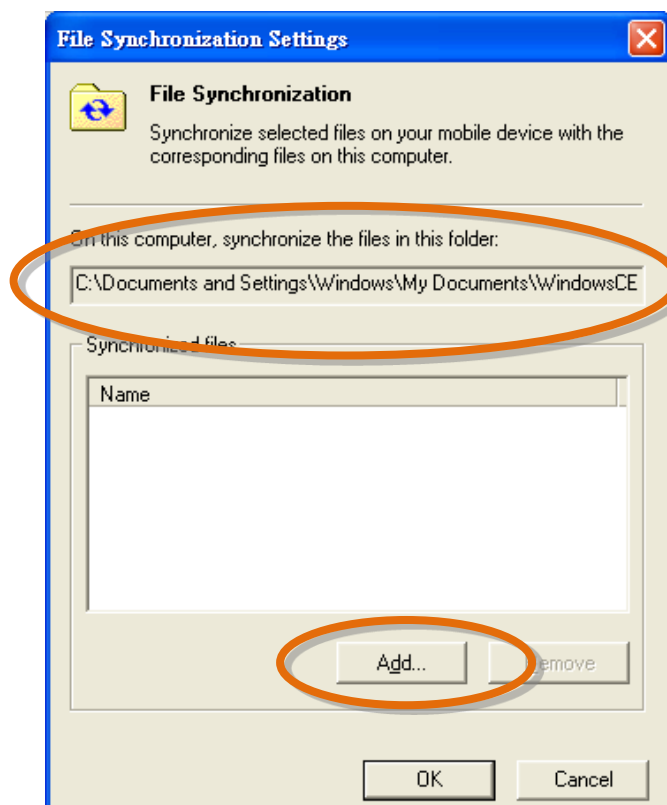 File Synchronization Settings
File Synchronization
Synchronize selected files on your mobile device with the
corresponding files on this computer.
On this computer, synchronize the files in this folder:
C:\Documents and Settings\Windows\My Documents\WindowsCE
Synchronized files
Name
Add... Remove
OK Cancel